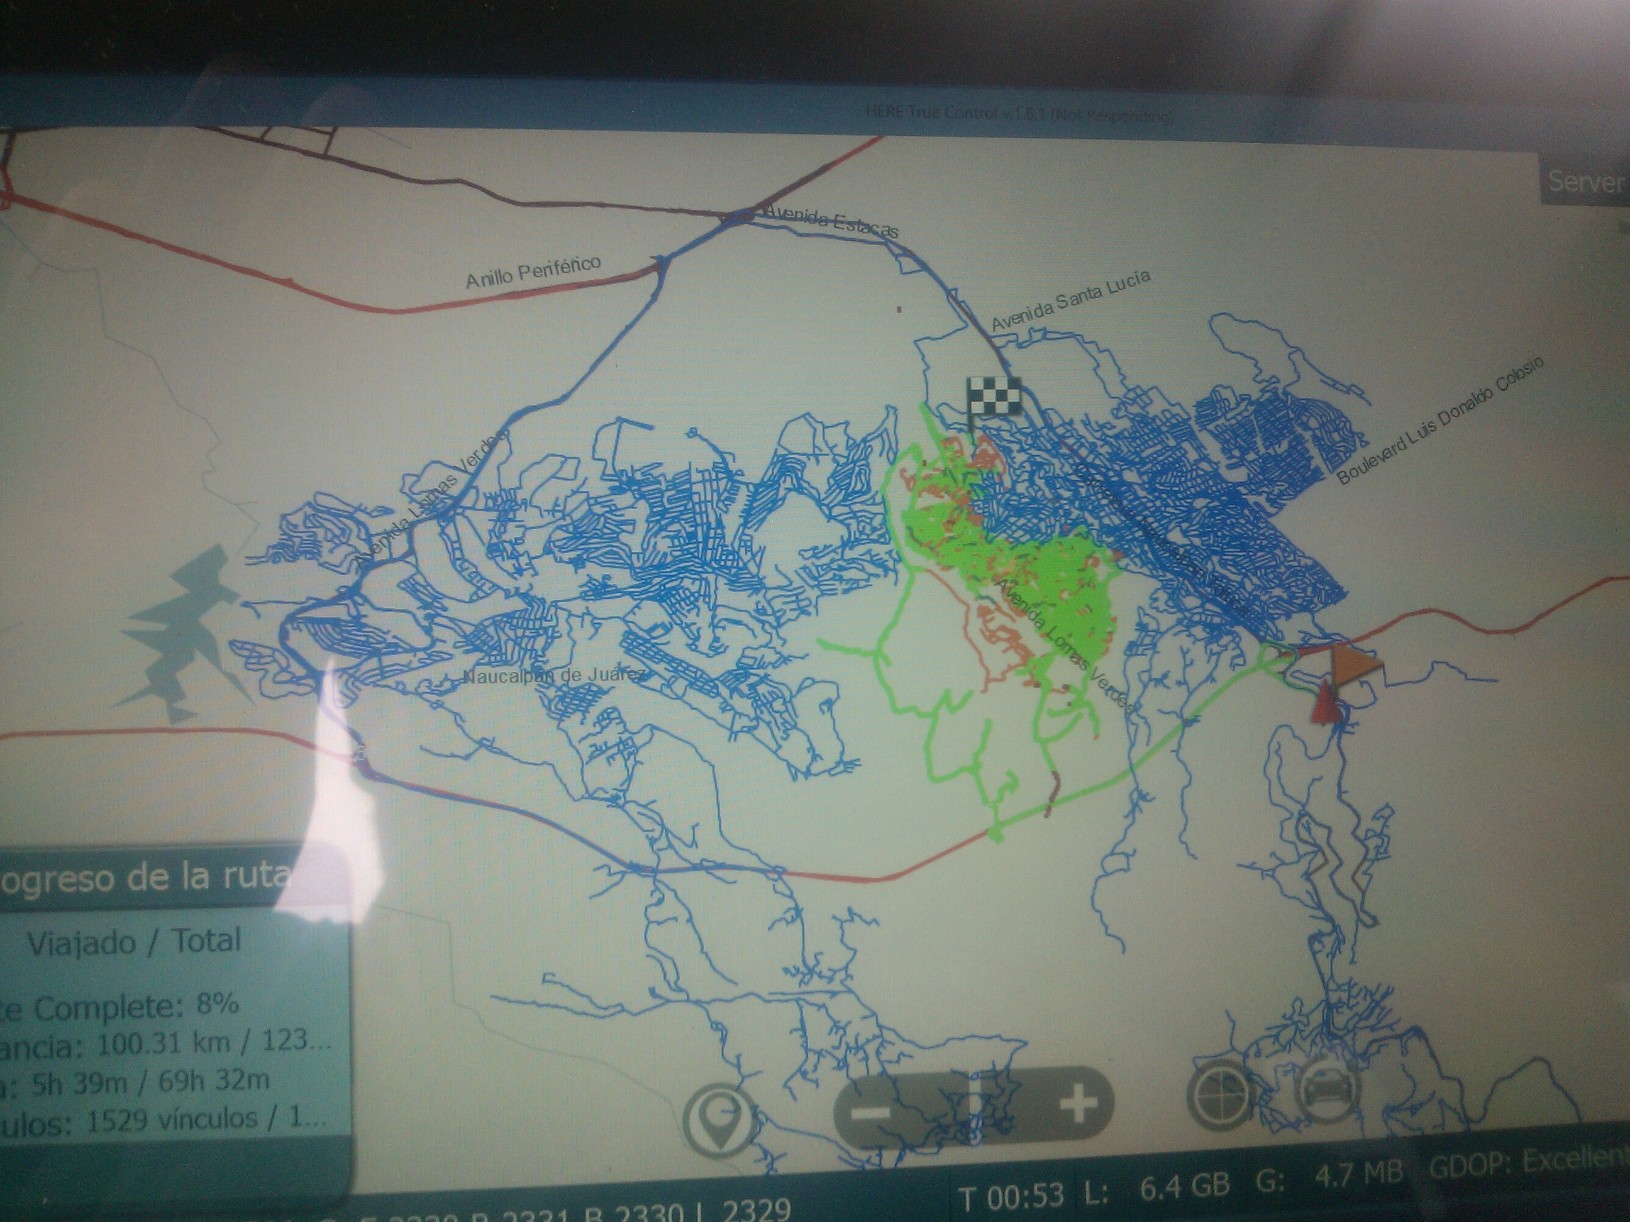 HERE True Control v.1.6.1 (Not Responding)
Server
Avenida Estacas
Anillo Periférico
Avenida Santa Lucía
Boulevard Luis Donaldo Colosio
Avenida Lomas Verdes
Avenida Lomas Verdes
Naucalpan de Juárez
ogreso de la ruta
Viajado / Total
te Complete: 8%
ancia: 100.31 km / 123...
a: 5h 39m / 69h 32m
ulos: 1529 vínculos / 1...
T 00:53 L: 6.4 GB G: 4.7 MB GDOP: Excellent
2331 B 2330 L 2329